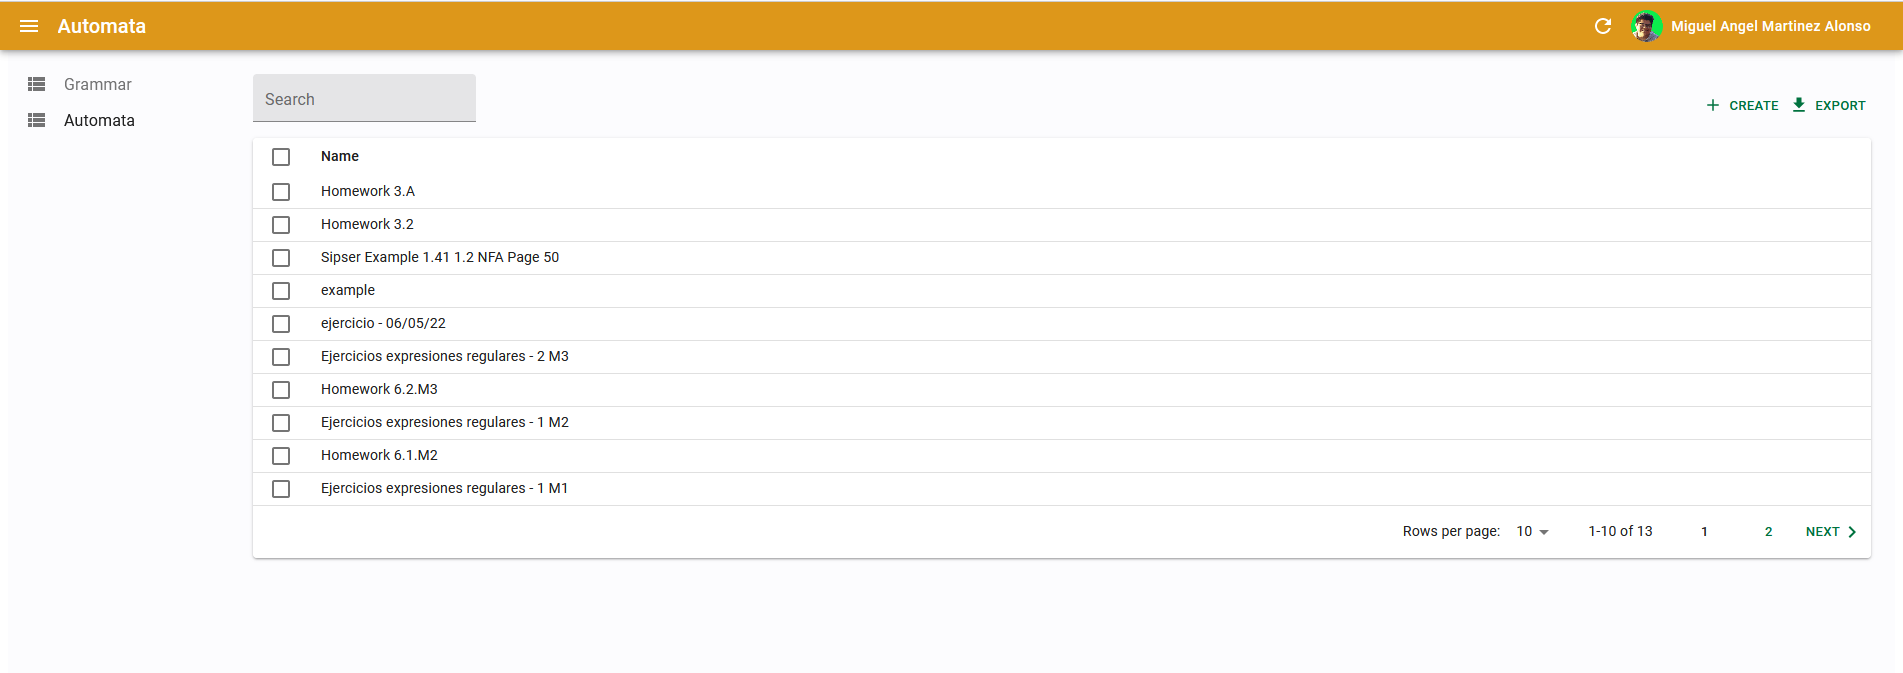 Automata
Miguel Angel Martinez Alonso
Grammar
Automata
Search
CREATE
EXPORT
Name
Homework 3.A
Homework 3.2
Sipser Example 1.41 1.2 NFA Page 50
example
ejercicio - 06/05/22
Ejercicios expresiones regulares - 2 M3
Homework 6.2.M3
Ejercicios expresiones regulares - 1 M2
Homework 6.1.M2
Ejercicios expresiones regulares - 1 M1
Rows per page: 10 1-10 of 13 1 2 NEXT